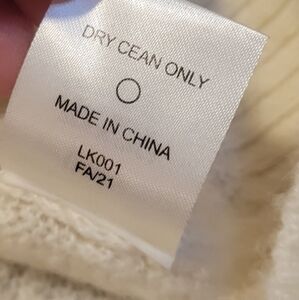 DRY CEAN ONLY
MADE IN CHINA
LK001
FA/21